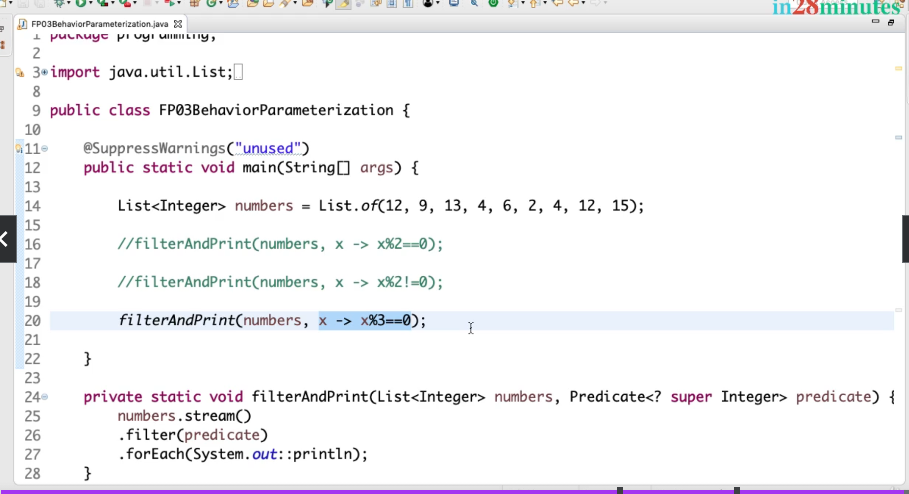 in28minutes
FP03BehaviorParameterization.java
1 package programming;
2
3 import java.util.List;
8
9 public class FP03BehaviorParameterization {
10
11 @SuppressWarnings("unused")
12 public static void main(String[] args) {
13
14 List<Integer> numbers = List.of(12, 9, 13, 4, 6, 2, 4, 12, 15);
15
16 //filterAndPrint(numbers, x -> x%2==0);
17
18 //filterAndPrint(numbers, x -> x%2!=0);
19
20 filterAndPrint(numbers, x -> x%3==0);
21
22 }
23
24 private static void filterAndPrint(List<Integer> numbers, Predicate<? super Integer> predicate) {
25 numbers.stream()
26 .filter(predicate)
27 .forEach(System.out::println);
28 }